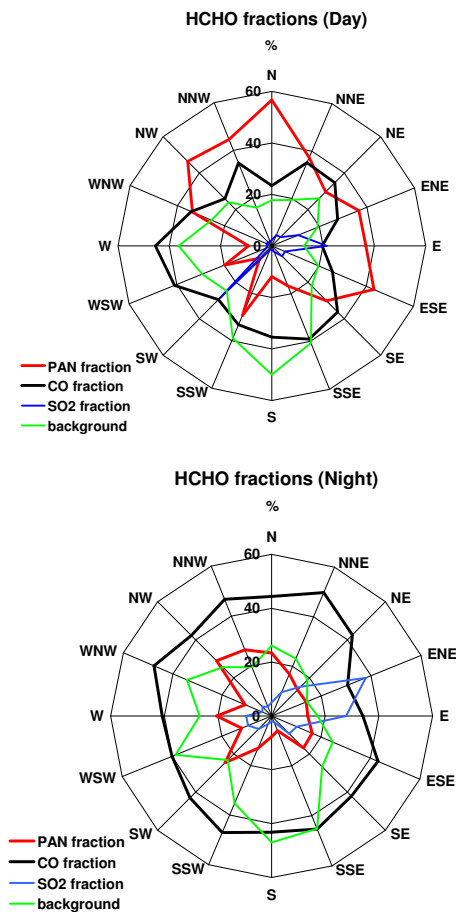 HCHO fractions (Day)
%
N
NNW
NNE
NW
NE
WNW
ENE
W
E
WSW
ESE
SW
SE
SSW
SSE
S
60
40
20
0
PAN fraction
CO fraction
SO2 fraction
background
HCHO fractions (Night)
%
N
NNW
NNE
NW
NE
WNW
ENE
W
E
WSW
ESE
SW
SE
SSW
SSE
S
60
40
20
0
PAN fraction
CO fraction
SO2 fraction
background